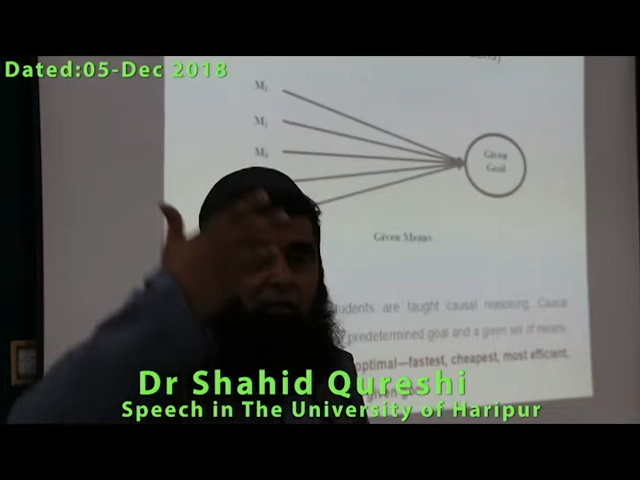 Dated:05-Dec 2018
M₁
M₂
M₃
Given
Goal
Given Means
students are taught causal reasoning. Causal
predetermined goal and a given set of means,
optimal—fastest, cheapest, most efficient,
given
Dr Shahid Qureshi
Speech in The University of Haripur